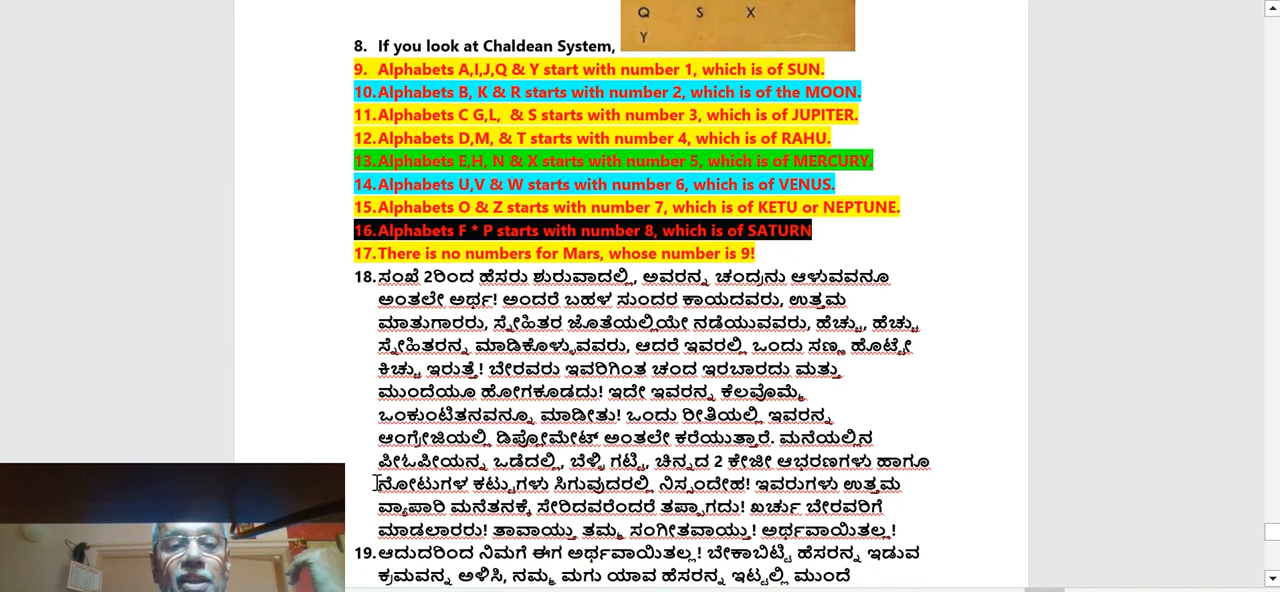 Q S X
Y
8. If you look at Chaldean System,
9. Alphabets A,I,J,Q & Y start with number 1, which is of SUN.
10.Alphabets B, K & R starts with number 2, which is of the MOON.
11.Alphabets C G,L, & S starts with number 3, which is of JUPITER.
12.Alphabets D,M, & T starts with number 4, which is of RAHU.
13.Alphabets E,H, N & X starts with number 5, which is of MERCURY.
14.Alphabets U,V & W starts with number 6, which is of VENUS.
15.Alphabets O & Z starts with number 7, which is of KETU or NEPTUNE.
16.Alphabets F * P starts with number 8, which is of SATURN
17.There is no numbers for Mars, whose number is 9!
18.ಸಂಖೆ 2ರಿಂದ ಹೆಸರು ಶುರುವಾದಲ್ಲಿ, ಅವರನ್ನ ಚಂದ್ರನು ಆಳುವವನೂ
ಅಂತಲೇ ಅರ್ಥ! ಅಂದರೆ ಬಹಳ ಸುಂದರ ಕಾಯದವರು, ಉತ್ತಮ
ಮಾತುಗಾರರು, ಸ್ನೇಹಿತರ ಜೊತೆಯಲ್ಲಿಯೇ ನಡೆಯುವವರು, ಹೆಚ್ಚು, ಹೆಚ್ಚು
ಸ್ನೇಹಿತರನ್ನ ಮಾಡಿಕೊಳ್ಳುವವರು, ಆದರೆ ಇವರಲ್ಲಿ ಒಂದು ಸಣ್ಣ ಹೊಟ್ಟೇ
ಕಿಚ್ಚು ಇರುತ್ತೆ! ಬೇರವರು ಇವರಿಗಿಂತ ಚಂದ ಇರಬಾರದು ಮತ್ತು
ಮುಂದೆಯೂ ಹೋಗಕೂಡದು! ಇದೇ ಇವರನ್ನ ಕೆಲವೊಮ್ಮೆ
ಒಂಕುಂಟಿತನವನ್ನೂ ಮಾಡೀತು! ಒಂದು ರೀತಿಯಲ್ಲಿ ಇವರನ್ನ
ಆಂಗ್ರೇಜಿಯಲ್ಲಿ ಡಿಪ್ಲೋಮೇಟ್ ಅಂತಲೇ ಕರೆಯುತ್ತಾರೆ. ಮನೆಯಲ್ಲಿನ
ಪೀಓಪೀಯನ್ನ ಒಡೆದಲ್ಲಿ, ಬೆಳ್ಳಿ ಗಟ್ಟಿ, ಚಿನ್ನದ 2 ಕೇಜೀ ಆಭರಣಗಳು ಹಾಗೂ
ನೋಟುಗಳ ಕಟ್ಟುಗಳು ಸಿಗುವುದರಲ್ಲಿ ನಿಸ್ಸಂದೇಹ! ಇವರುಗಳು ಉತ್ತಮ
ವ್ಯಾಪಾರಿ ಮನೆತನಕ್ಕೆ ಸೇರಿದವರೆಂದರೆ ತಪ್ಪಾಗದು! ಖರ್ಚು ಬೇರವರಿಗೆ
ಮಾಡಲಾರರು! ತಾವಾಯ್ತು ತಮ್ಮ ಸಂಗೀತವಾಯ್ತು! ಅರ್ಥವಾಯಿತಲ್ಲ!
19.ಆದುದರಿಂದ ನಿಮಗೆ ಈಗ ಅರ್ಥವಾಯಿತಲ್ಲ! ಬೇಕಾಬಿಟ್ಟಿ ಹೆಸರನ್ನ ಇಡುವ
ಕ್ರಮವನ್ನ ಅಳಿಸಿ, ನಮ್ಮ ಮಗು ಯಾವ ಹೆಸರನ್ನ ಇಟ್ಟಲ್ಲಿ ಮುಂದೆ